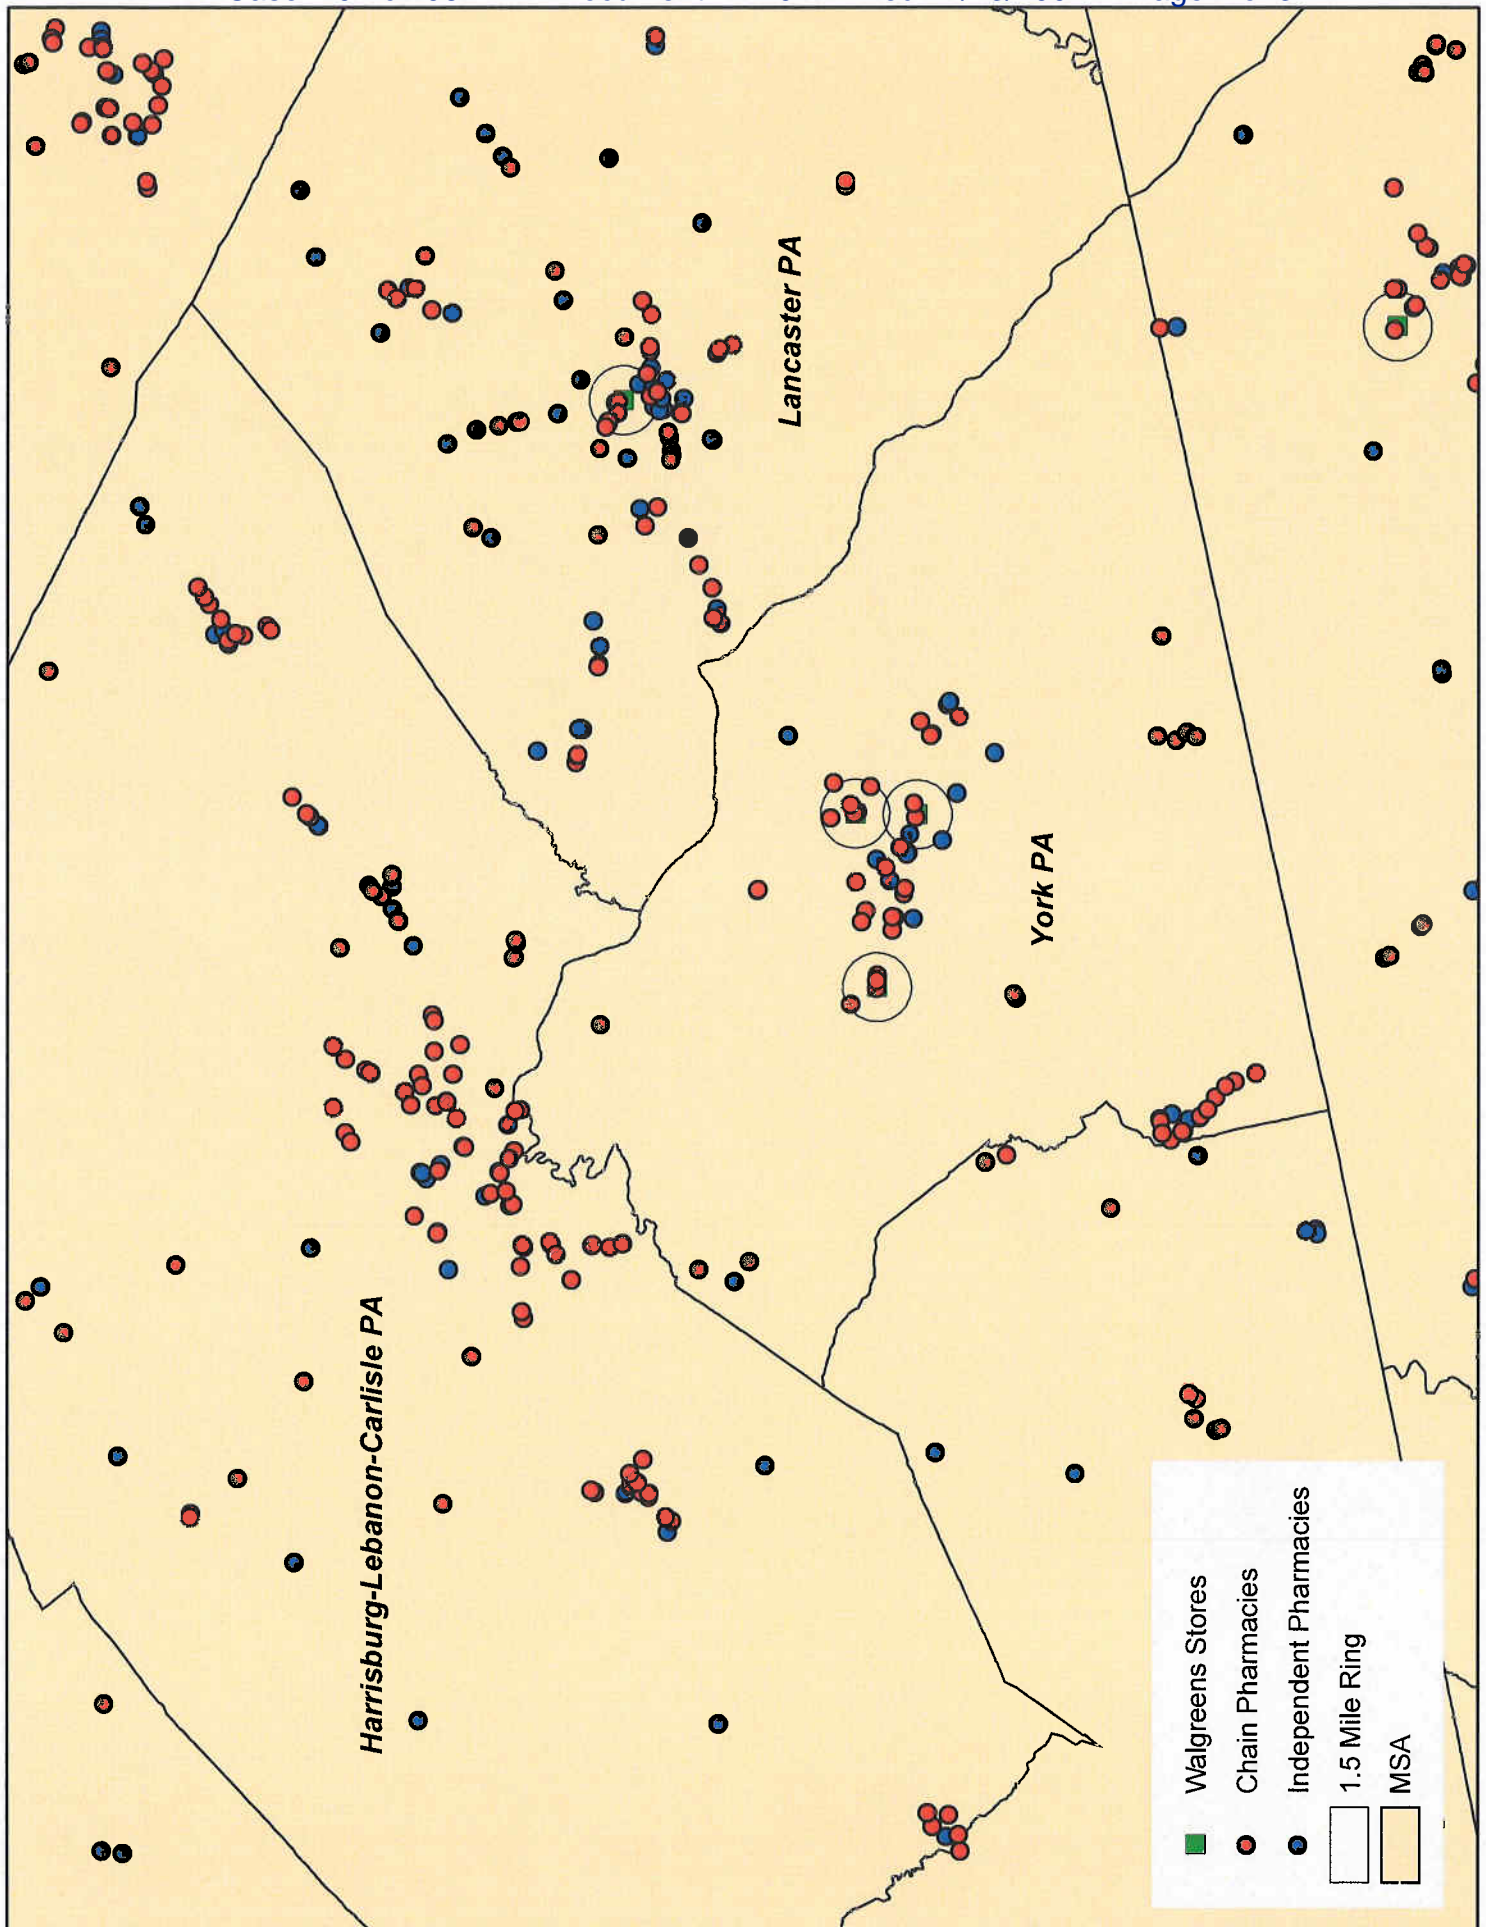 Lancaster PA
York PA
Harrisburg-Lebanon-Carlisle PA
Walgreens Stores
Chain Pharmacies
Independent Pharmacies
1.5 Mile Ring
MSA